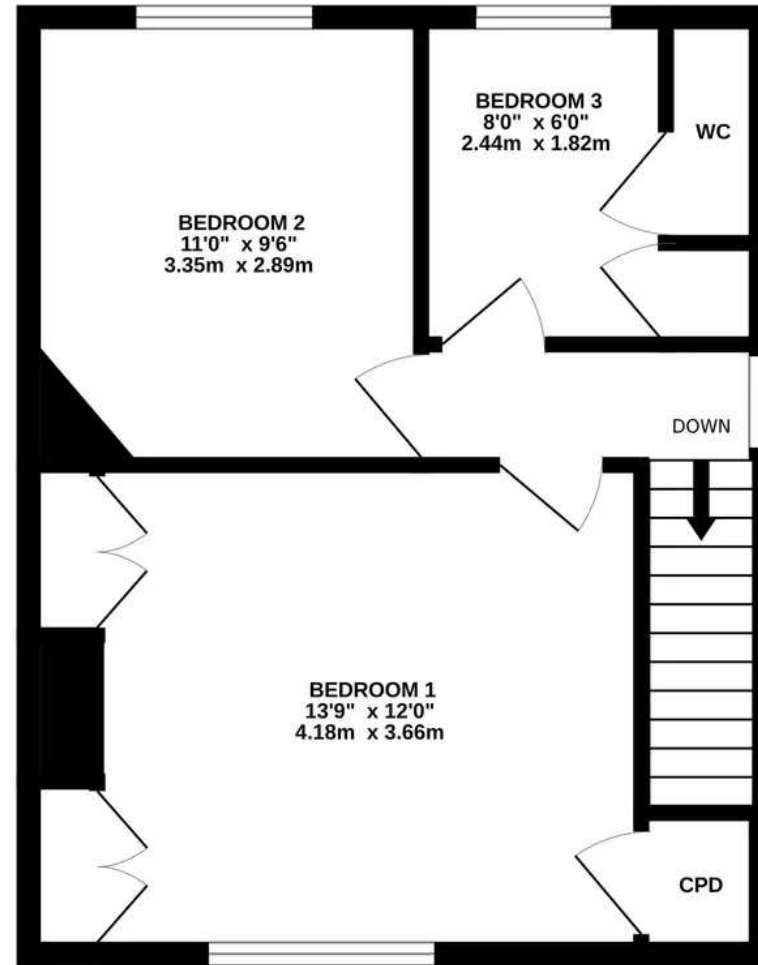 BEDROOM 3
8'0" x 6'0"
2.44m x 1.82m
WC
BEDROOM 2
11'0" x 9'6"
3.35m x 2.89m
DOWN
BEDROOM 1
13'9" x 12'0"
4.18m x 3.66m
CPD